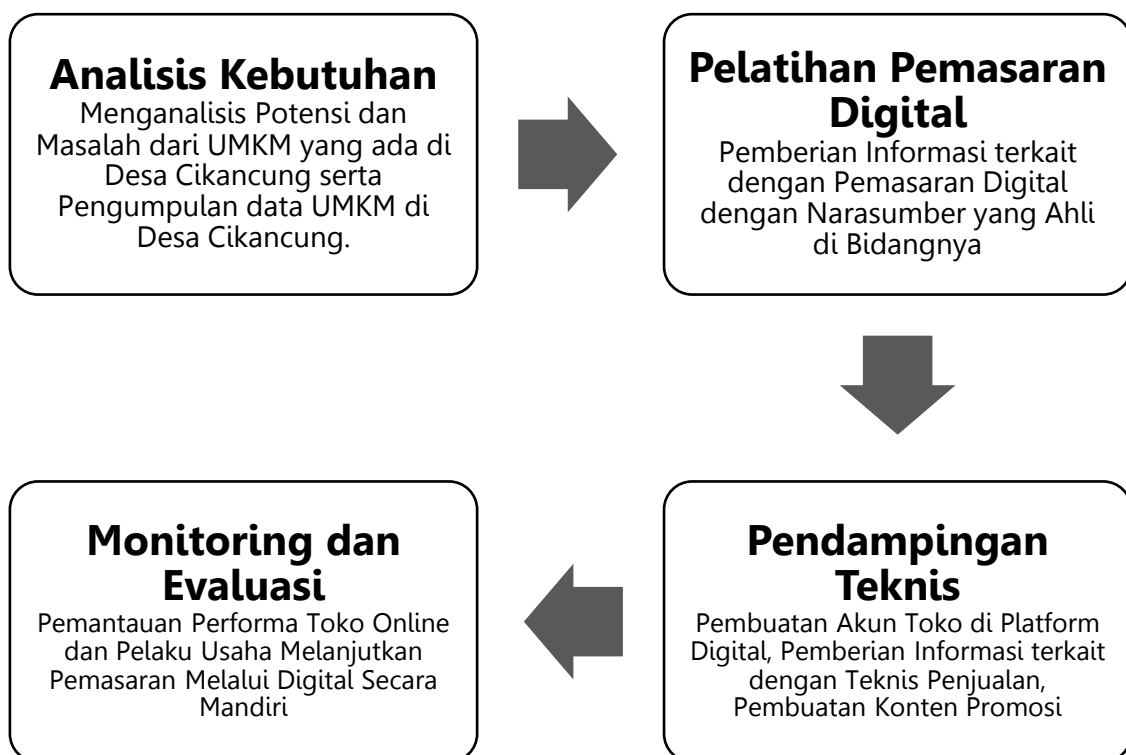 Analisis Kebutuhan
Menganalisis Potensi dan
Masalah dari UMKM yang ada di
Desa Cikancung serta
Pengumpulan data UMKM di
Desa Cikancung.
Pelatihan Pemasaran
Digital
Pemberian Informasi terkait
dengan Pemasaran Digital
dengan Narasumber yang Ahli
di Bidangnya
Pendampingan
Teknis
Pembuatan Akun Toko di Platform
Digital, Pemberian Informasi terkait
dengan Teknis Penjualan,
Pembuatan Konten Promosi
Monitoring dan
Evaluasi
Pemantauan Performa Toko Online
dan Pelaku Usaha Melanjutkan
Pemasaran Melalui Digital Secara
Mandiri